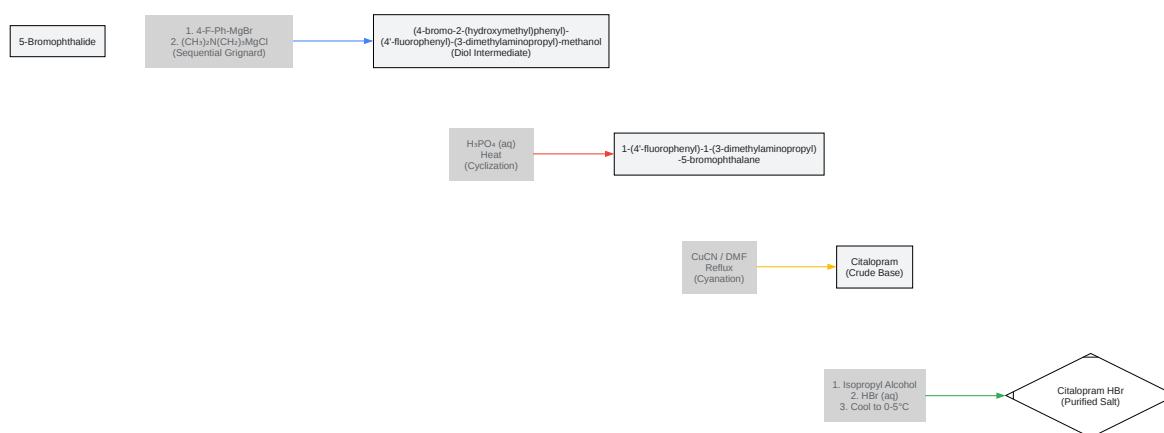 5-Bromophthalide
1. 4-F-Ph-MgBr
2. (CH₃)₂N(CH₂)₃MgCl
(Sequential Grignard)
(4-bromo-2-(hydroxymethyl)phenyl)-
(4'-fluorophenyl)-(3-dimethylaminopropyl)-methanol
(Diol Intermediate)
H₃PO₄ (aq)
Heat
(Cyclization)
1-(4'-fluorophenyl)-1-(3-dimethylaminopropyl)
-5-bromophthalane
CuCN / DMF
Reflux
(Cyanation)
Citalopram
(Crude Base)
1. Isopropyl Alcohol
2. HBr (aq)
3. Cool to 0-5°C
Citalopram HBr
(Purified Salt)